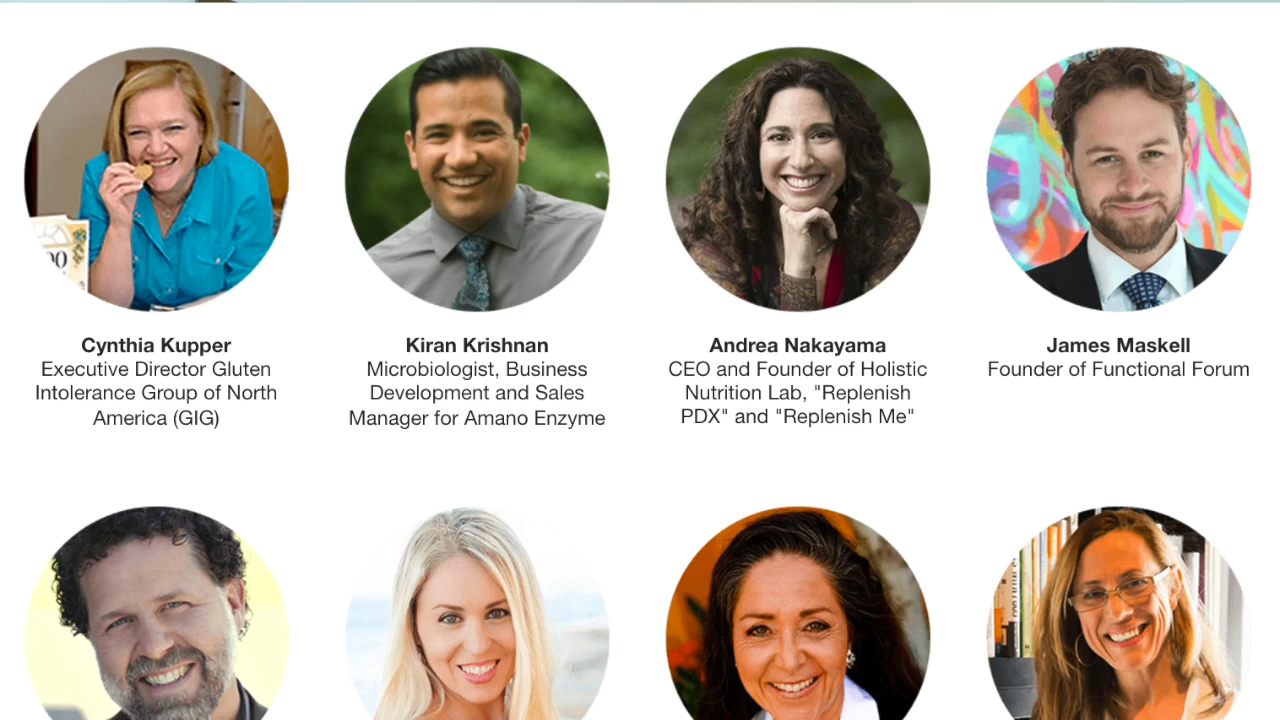 Cynthia Kupper
Executive Director Gluten
Intolerance Group of North
America (GIG)
Kiran Krishnan
Microbiologist, Business
Development and Sales
Manager for Amano Enzyme
Andrea Nakayama
CEO and Founder of Holistic
Nutrition Lab, "Replenish
PDX" and "Replenish Me"
James Maskell
Founder of Functional Forum